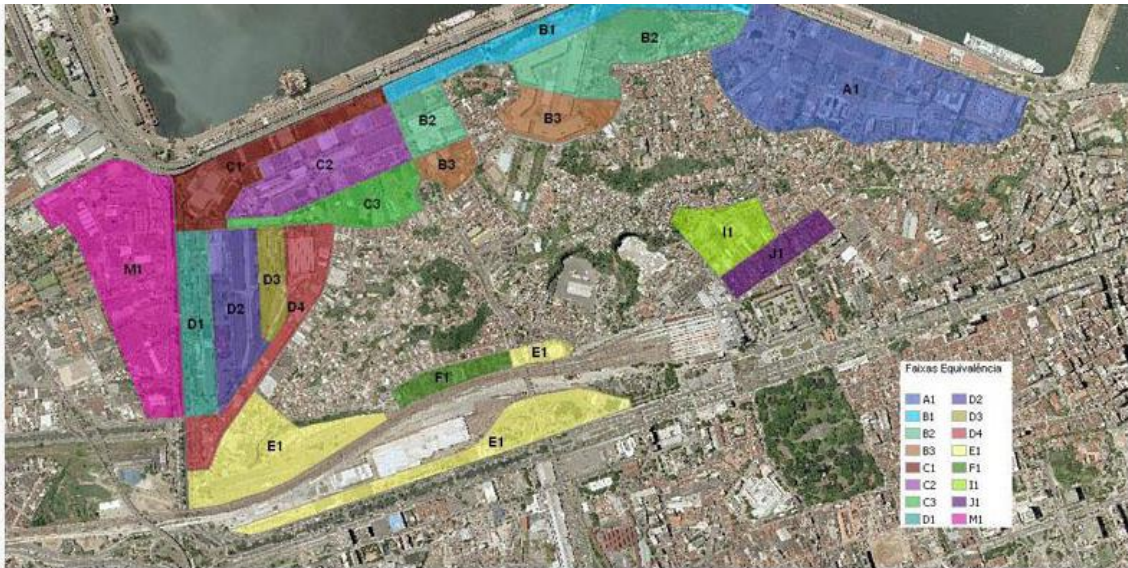 B1
B2
A1
B2
B3
C1
C2
B3
C3
I1
J1
M1
D1
D2
D3
D4
E1
F1
E1
E1
Faixas Equivalência
A1 D2
B1 D3
B2 D4
B3 E1
C1 F1
C2 I1
C3 J1
D1 M1